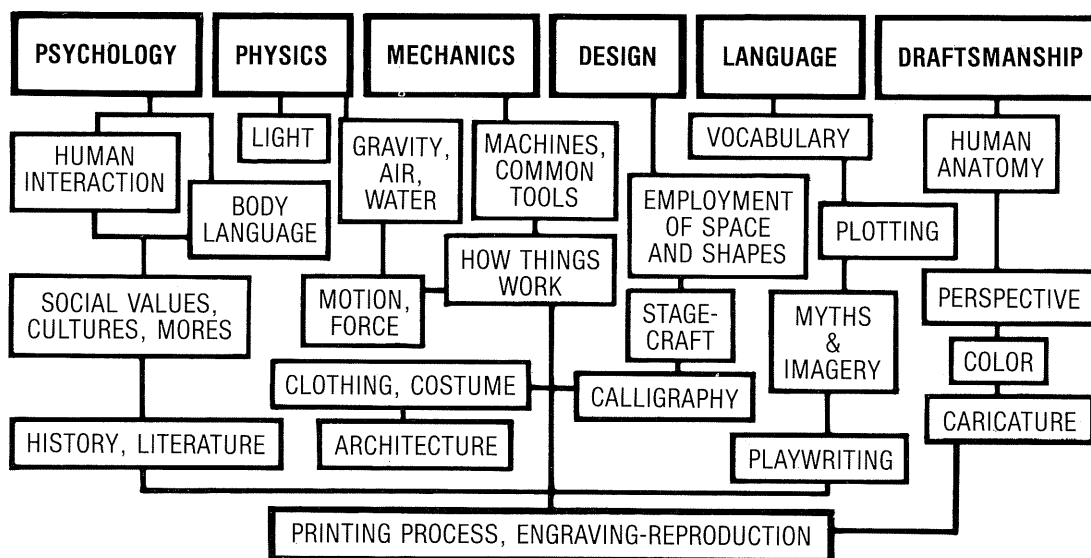 PSYCHOLOGY
PHYSICS
MECHANICS
DESIGN
LANGUAGE
DRAFTSMANSHIP
HUMAN
INTERACTION
BODY
LANGUAGE
SOCIAL VALUES,
CULTURES, MORES
HISTORY, LITERATURE
LIGHT
GRAVITY,
AIR,
WATER
MOTION,
FORCE
MACHINES,
COMMON
TOOLS
HOW THINGS
WORK
CLOTHING, COSTUME
ARCHITECTURE
EMPLOYMENT
OF SPACE
AND SHAPES
STAGE-
CRAFT
CALLIGRAPHY
VOCABULARY
PLOTTING
MYTHS
&
IMAGERY
PLAYWRITING
HUMAN
ANATOMY
PERSPECTIVE
COLOR
CARICATURE
PRINTING PROCESS, ENGRAVING-REPRODUCTION